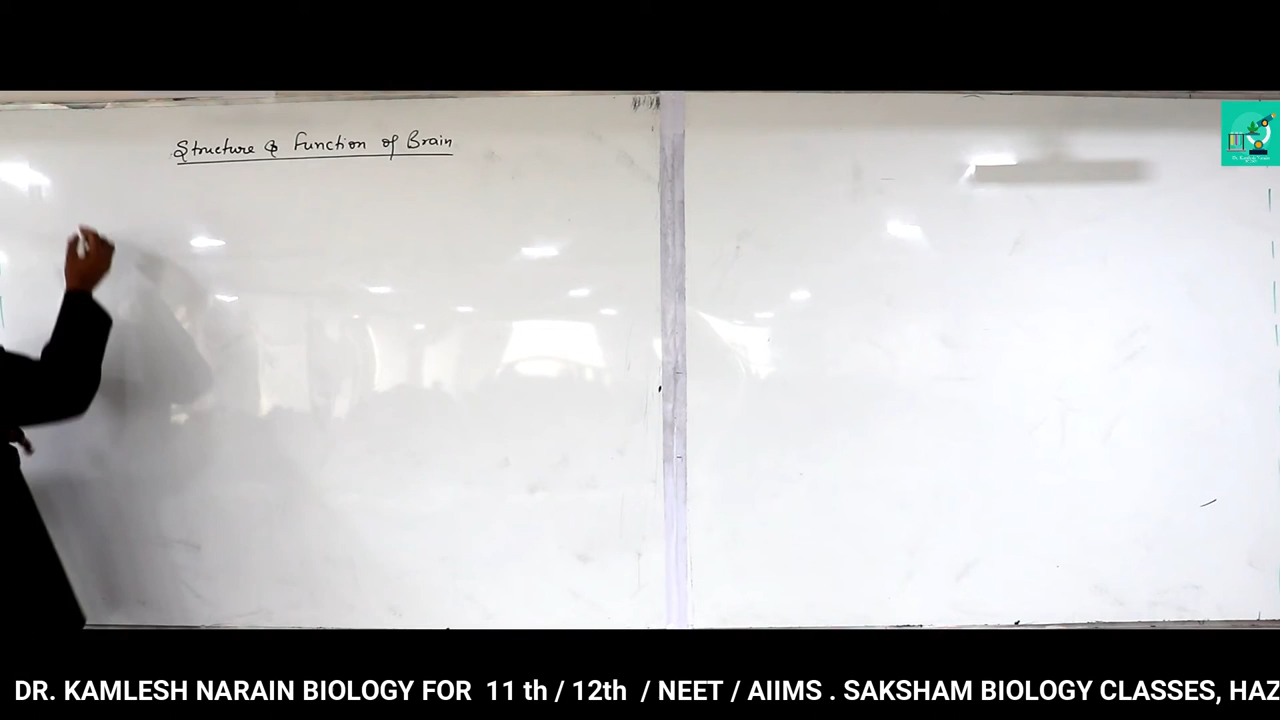 Structure & Function of Brain
DR. KAMLESH NARAIN BIOLOGY FOR 11 th / 12th / NEET / AIIMS . SAKSHAM BIOLOGY CLASSES, HAZ